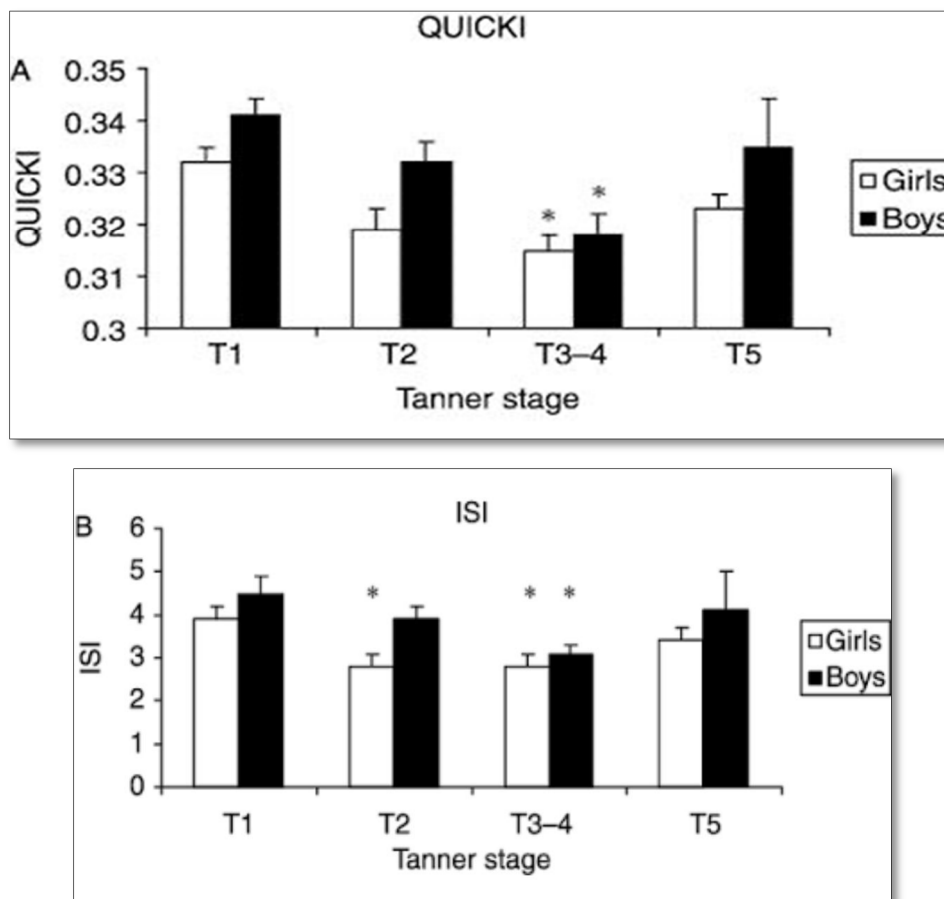 QUICKI
A
0.35
0.34
0.33
0.32
0.31
0.3
QUICKI
* *
T1 T2 T3–4 T5
Tanner stage
Girls
Boys
B
ISI
6
5
4
3
2
1
0
ISI
* * *
T1 T2 T3–4 T5
Tanner stage
Girls
Boys